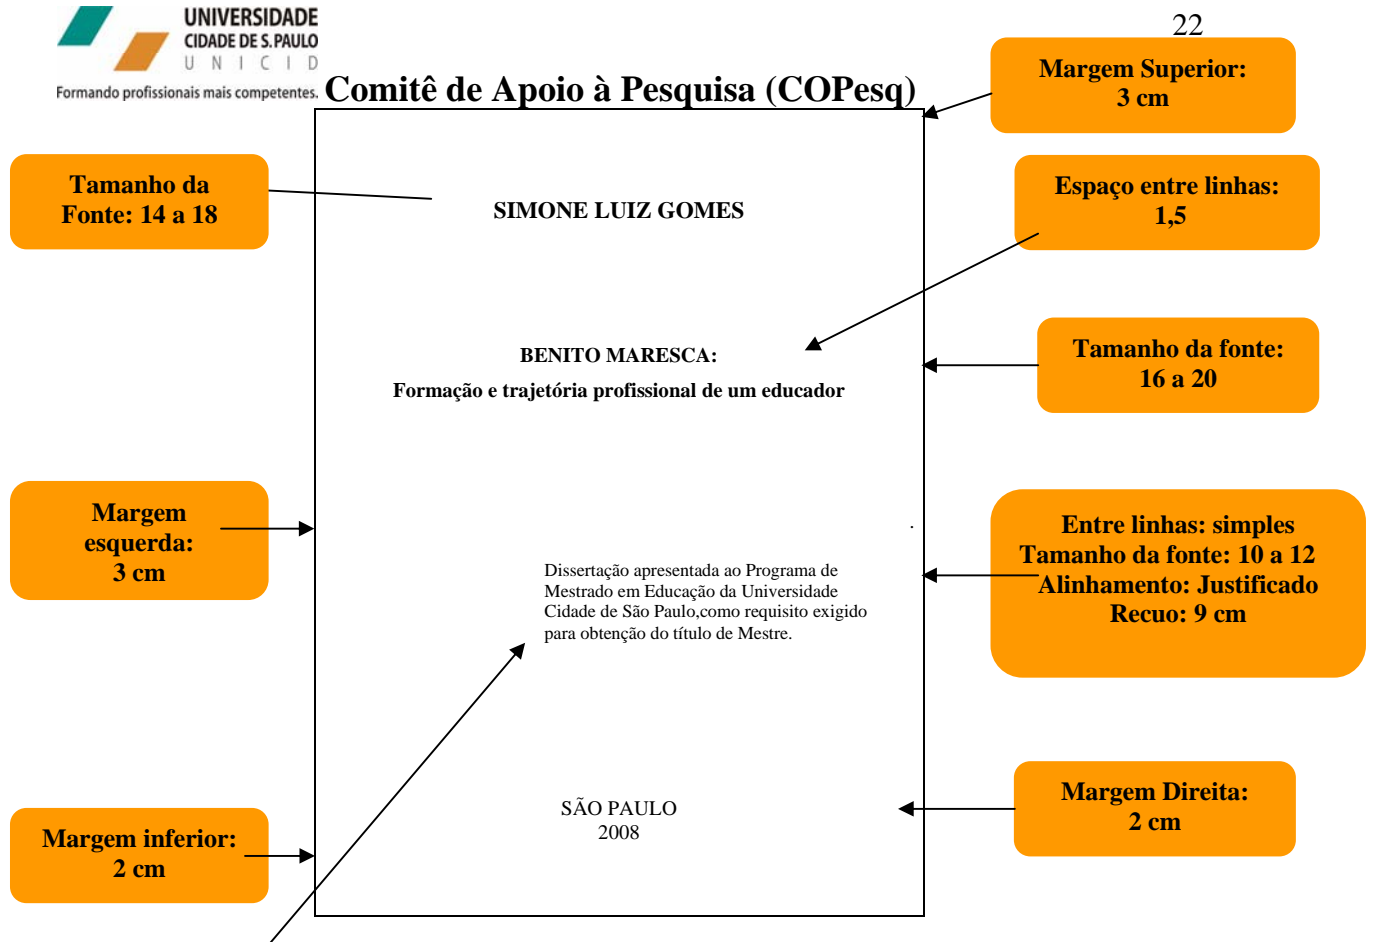 UNIVERSIDADE
CIDADE DE S. PAULO
UNICID
Formando profissionais mais competentes.
22
Comitê de Apoio à Pesquisa (COPesq)
Margem Superior:
3 cm
Tamanho da
Fonte: 14 a 18
SIMONE LUIZ GOMES
Espaço entre linhas:
1,5
BENITO MARESCA:
Formação e trajetória profissional de um educador
Tamanho da fonte:
16 a 20
Margem
esquerda:
3 cm
.
Entre linhas: simples
Tamanho da fonte: 10 a 12
Alinhamento: Justificado
Recuo: 9 cm
Dissertação apresentada ao Programa de
Mestrado em Educação da Universidade
Cidade de São Paulo,como requisito exigido
para obtenção do título de Mestre.
Margem Direita:
2 cm
SÃO PAULO
2008
Margem inferior:
2 cm